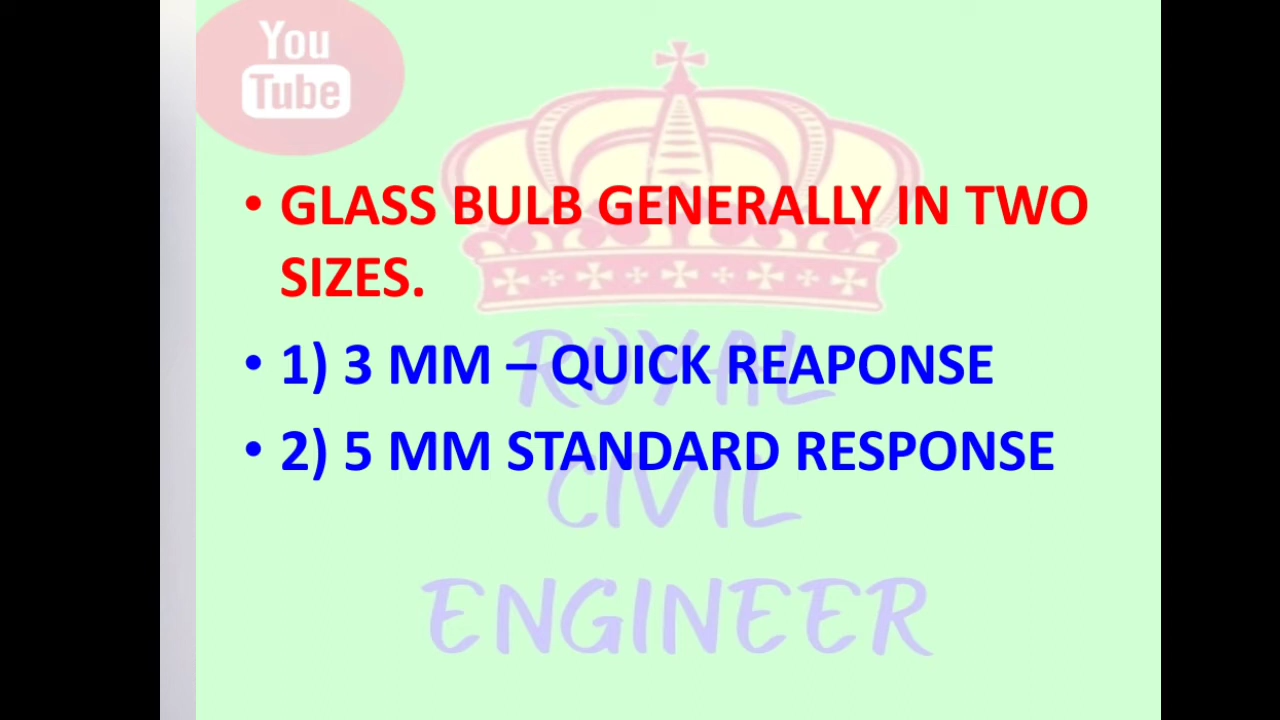 You
Tube
• GLASS BULB GENERALLY IN TWO
SIZES.
• 1) 3 MM – QUICK REAPONSE
• 2) 5 MM STANDARD RESPONSE
ROYAL
CIVIL
ENGINEER